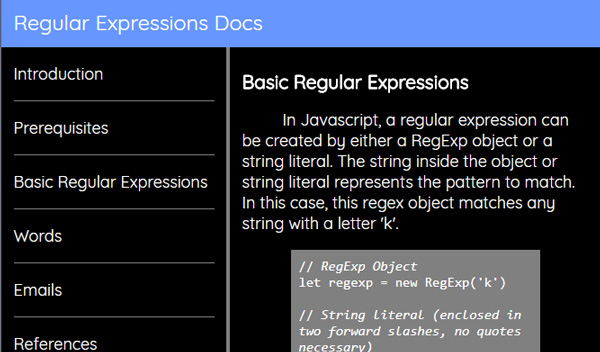 Regular Expressions Docs
Introduction
Prerequisites
Basic Regular Expressions
Words
Emails
References
Basic Regular Expressions
In Javascript, a regular expression can
be created by either a RegExp object or a
string literal. The string inside the object or
string literal represents the pattern to match.
In this case, this regex object matches any
string with a letter 'k'.
// RegExp Object
let regexp = new RegExp('k')
// String literal (enclosed in
two forward slashes, no quotes
necessary)